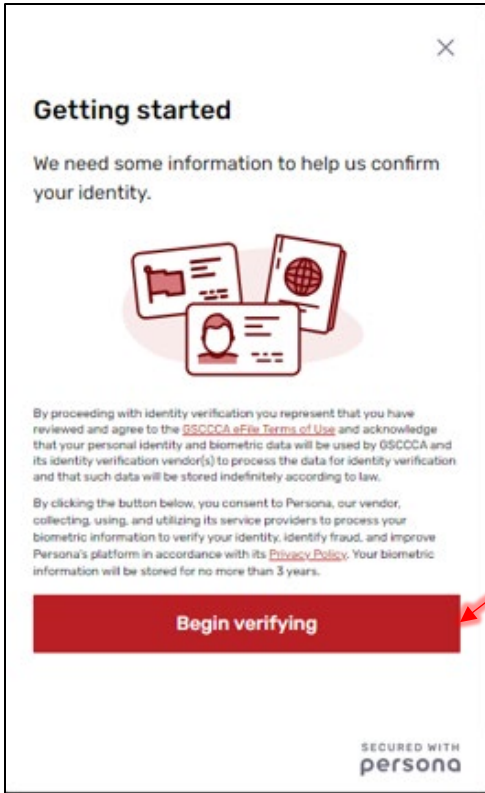 Getting started
We need some information to help us confirm
your identity.
By proceeding with identity verification you represent that you have
reviewed and agree to the GSCCCA eFile Terms of Use and acknowledge
that your personal identity and biometric data will be used by GSCCCA and
its identity verification vendor(s) to process the data for identity verification
and that such data will be stored indefinitely according to law.
By clicking the button below, you consent to Persona, our vendor,
collecting, using, and utilizing its service providers to process your
biometric information to verify your identity, identify fraud, and improve
Persona's platform in accordance with its Privacy Policy. Your biometric
information will be stored for no more than 3 years.
Begin verifying
SECURED WITH
persona